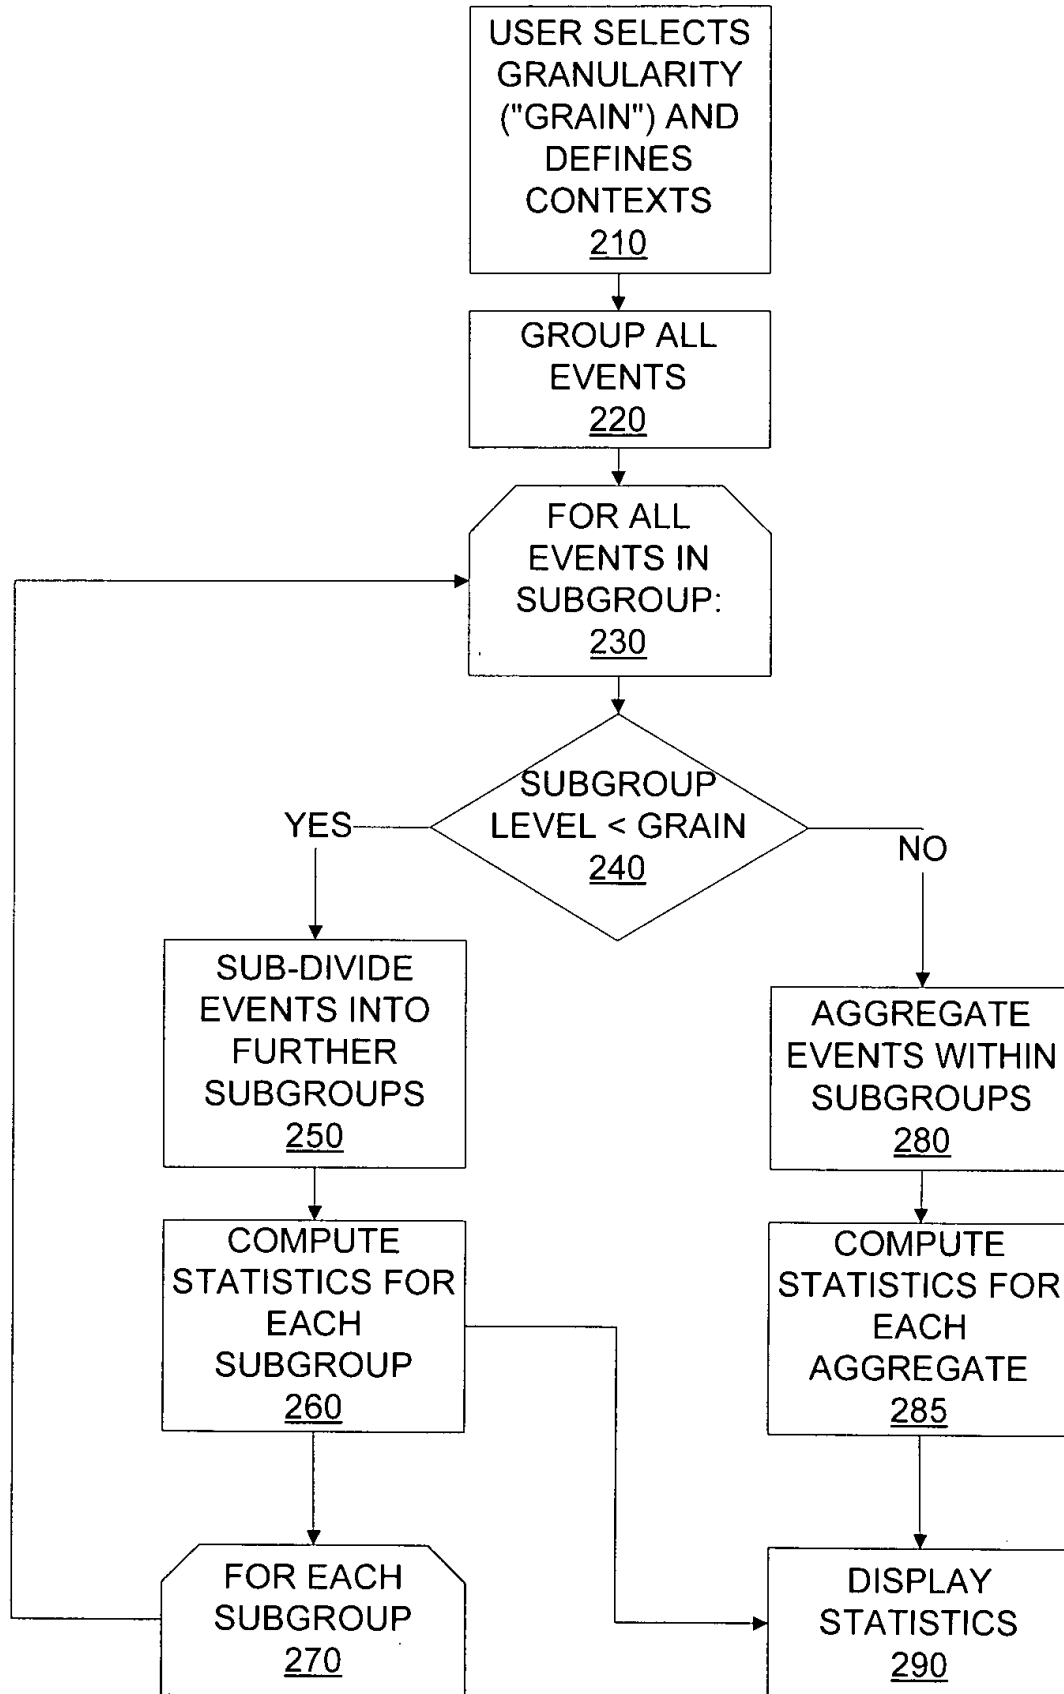 USER SELECTS
GRANULARITY
("GRAIN") AND
DEFINES
CONTEXTS
210
GROUP ALL
EVENTS
220
FOR ALL
EVENTS IN
SUBGROUP:
230
SUBGROUP
LEVEL < GRAIN
240
YES
NO
SUB-DIVIDE
EVENTS INTO
FURTHER
SUBGROUPS
250
AGGREGATE
EVENTS WITHIN
SUBGROUPS
280
COMPUTE
STATISTICS FOR
EACH
SUBGROUP
260
COMPUTE
STATISTICS FOR
EACH
AGGREGATE
285
FOR EACH
SUBGROUP
270
DISPLAY
STATISTICS
290